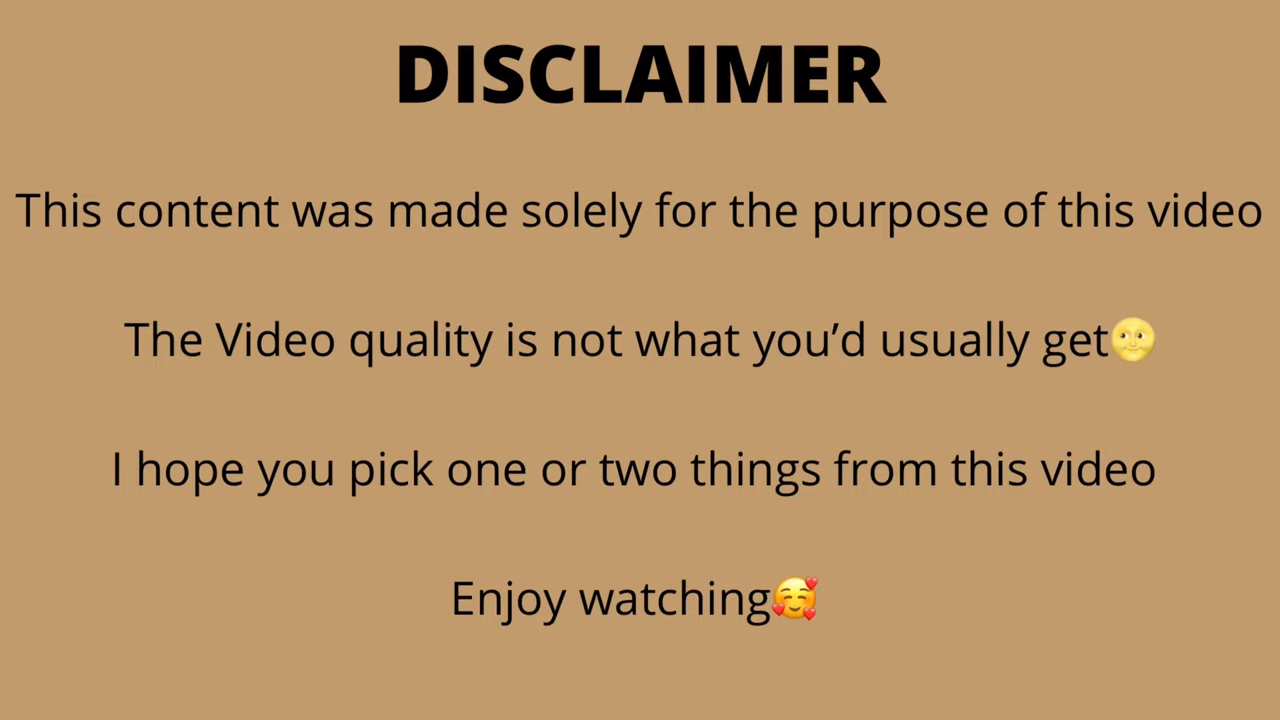 DISCLAIMER
This content was made solely for the purpose of this video
The Video quality is not what you’d usually get🌝
I hope you pick one or two things from this video
Enjoy watching🥰